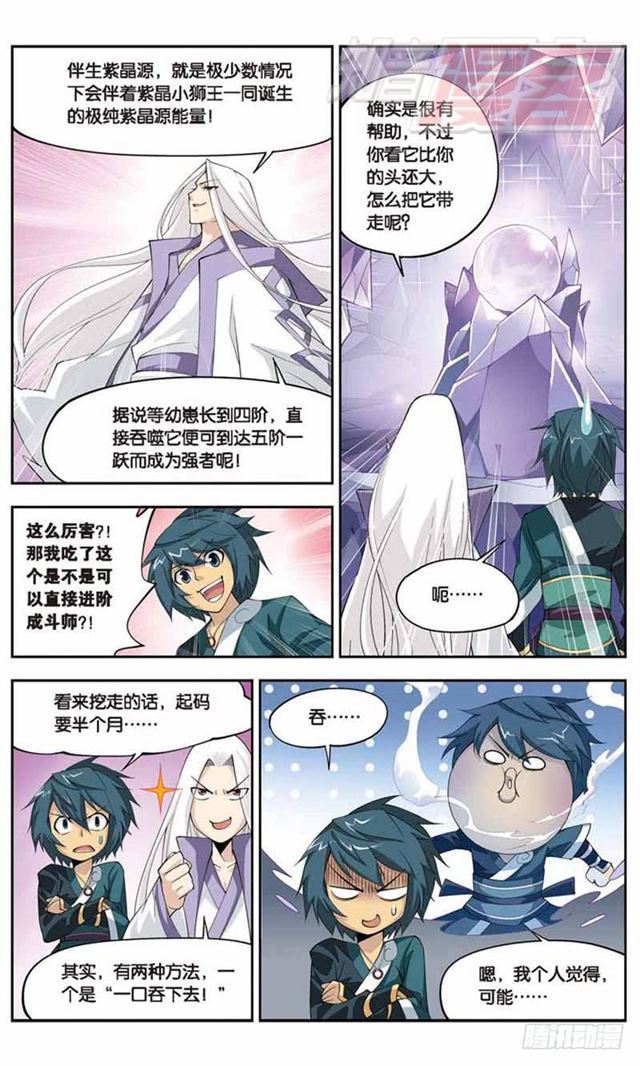 伴生紫晶源，就是极少数情况
下会伴着紫晶小狮王一同诞生
的极纯紫晶源能量！
据说等幼崽长到四阶，直
接吞噬它便可到达五阶一
跃而成为强者呢！
这么厉害?!
那我吃了这
个是不是可
以直接进阶
成斗师?!
确实是很有
帮助，不过
你看它比你
的头还大，
怎么把它带
走呢？
呃……
看来挖走的话，起码
要半个月……
其实，有两种方法，一
个是“一口吞下去！”
吞……
嗯，我个人觉得，
可能……
腾讯动漫